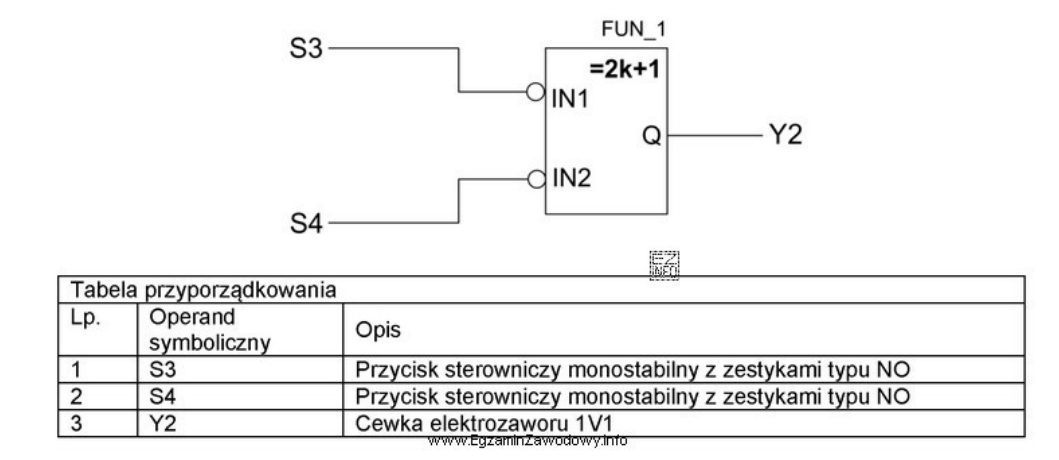 FUN_1
S3
=2k+1
IN1
Q
Y2
IN2
S4
EZ
INFO
Tabela przyporządkowania
Lp. Operand symboliczny Opis
1 S3 Przycisk sterowniczy monostabilny z zestykami typu NO
2 S4 Przycisk sterowniczy monostabilny z zestykami typu NO
3 Y2 Cewka elektrozaworu 1V1
www.EgzaminZawodowy.info